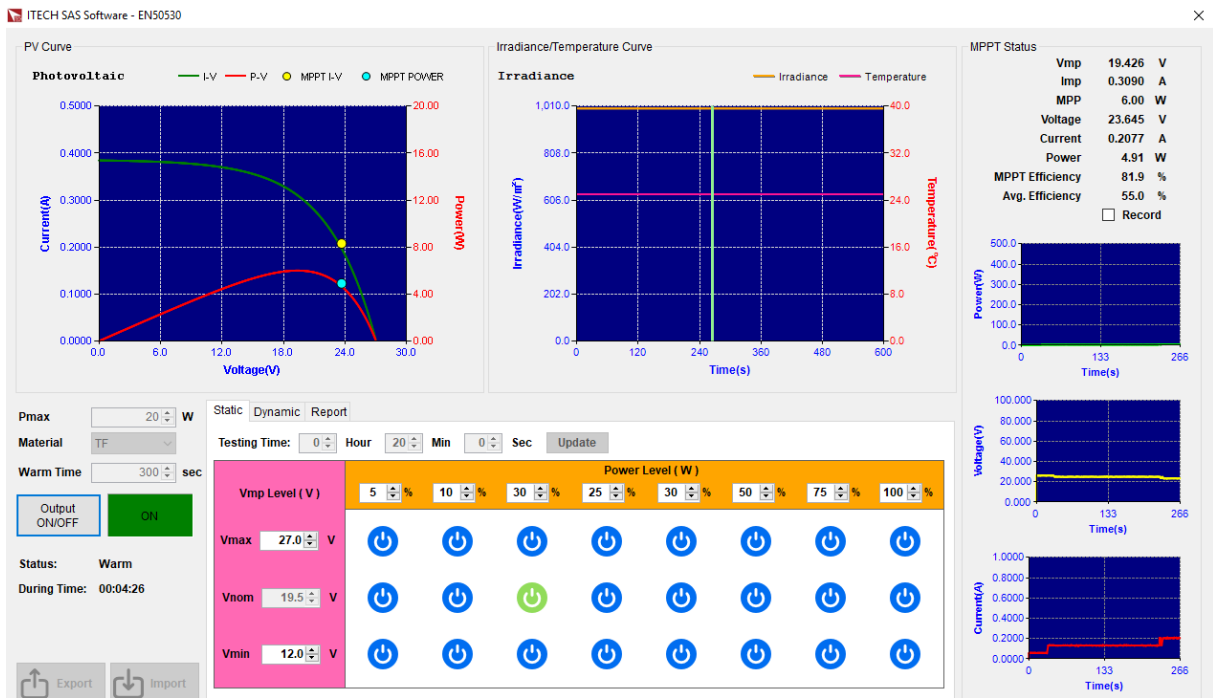 ITECH SAS Software - EN50530
PV Curve
Photovoltaic
I-V P-V MPPT I-V MPPT POWER
0.5000
0.4000
0.3000
0.2000
0.1000
0.0000
Current(A)
20.00
16.00
12.00
8.00
4.00
0.00
Power(W)
0.0 6.0 12.0 18.0 24.0 30.0
Voltage(V)
Irradiance/Temperature Curve
Irradiance
Irradiance Temperature
1,010.0
808.0
606.0
404.0
202.0
0.0
Irradiance(W/m²)
40.0
32.0
24.0
16.0
8.0
0.0
Temperature(℃)
0 120 240 360 480 600
Time(s)
MPPT Status
Vmp 19.426 V
Imp 0.3090 A
MPP 6.00 W
Voltage 23.645 V
Current 0.2077 A
Power 4.91 W
MPPT Efficiency 81.9 %
Avg. Efficiency 55.0 %
Record
500.0
400.0
300.0
200.0
100.0
0.0
Power(W)
0 133 266
Time(s)
100.000
80.000
60.000
40.000
20.000
0.000
Voltage(V)
0 133 266
Time(s)
1.0000
0.8000
0.6000
0.4000
0.2000
0.0000
Current(A)
0 133 266
Time(s)
Pmax 20 W
Material TF
Warm Time 300 sec
Output ON/OFF
ON
Status: Warm
During Time: 00:04:26
Export Import
Static Dynamic Report
Testing Time: 0 Hour 20 Min 0 Sec Update
Vmp Level ( V )
Power Level ( W )
5 % 10 % 30 % 25 % 30 % 50 % 75 % 100 %
Vmax 27.0 V
Vnom 19.5 V
Vmin 12.0 V